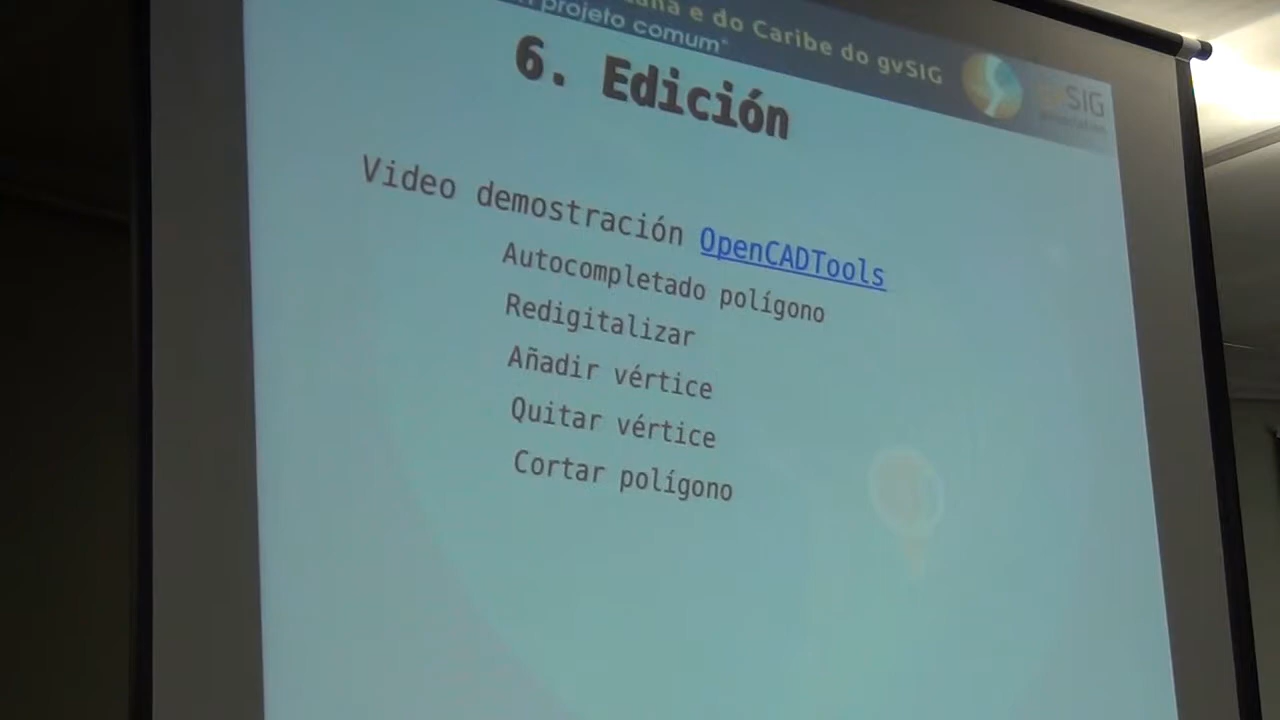 e do Caribe do gvSIG
projeto comum"
SIG
6. Edición
Video demostración OpenCADTools
Autocompletado polígono
Redigitalizar
Añadir vértice
Quitar vértice
Cortar polígono